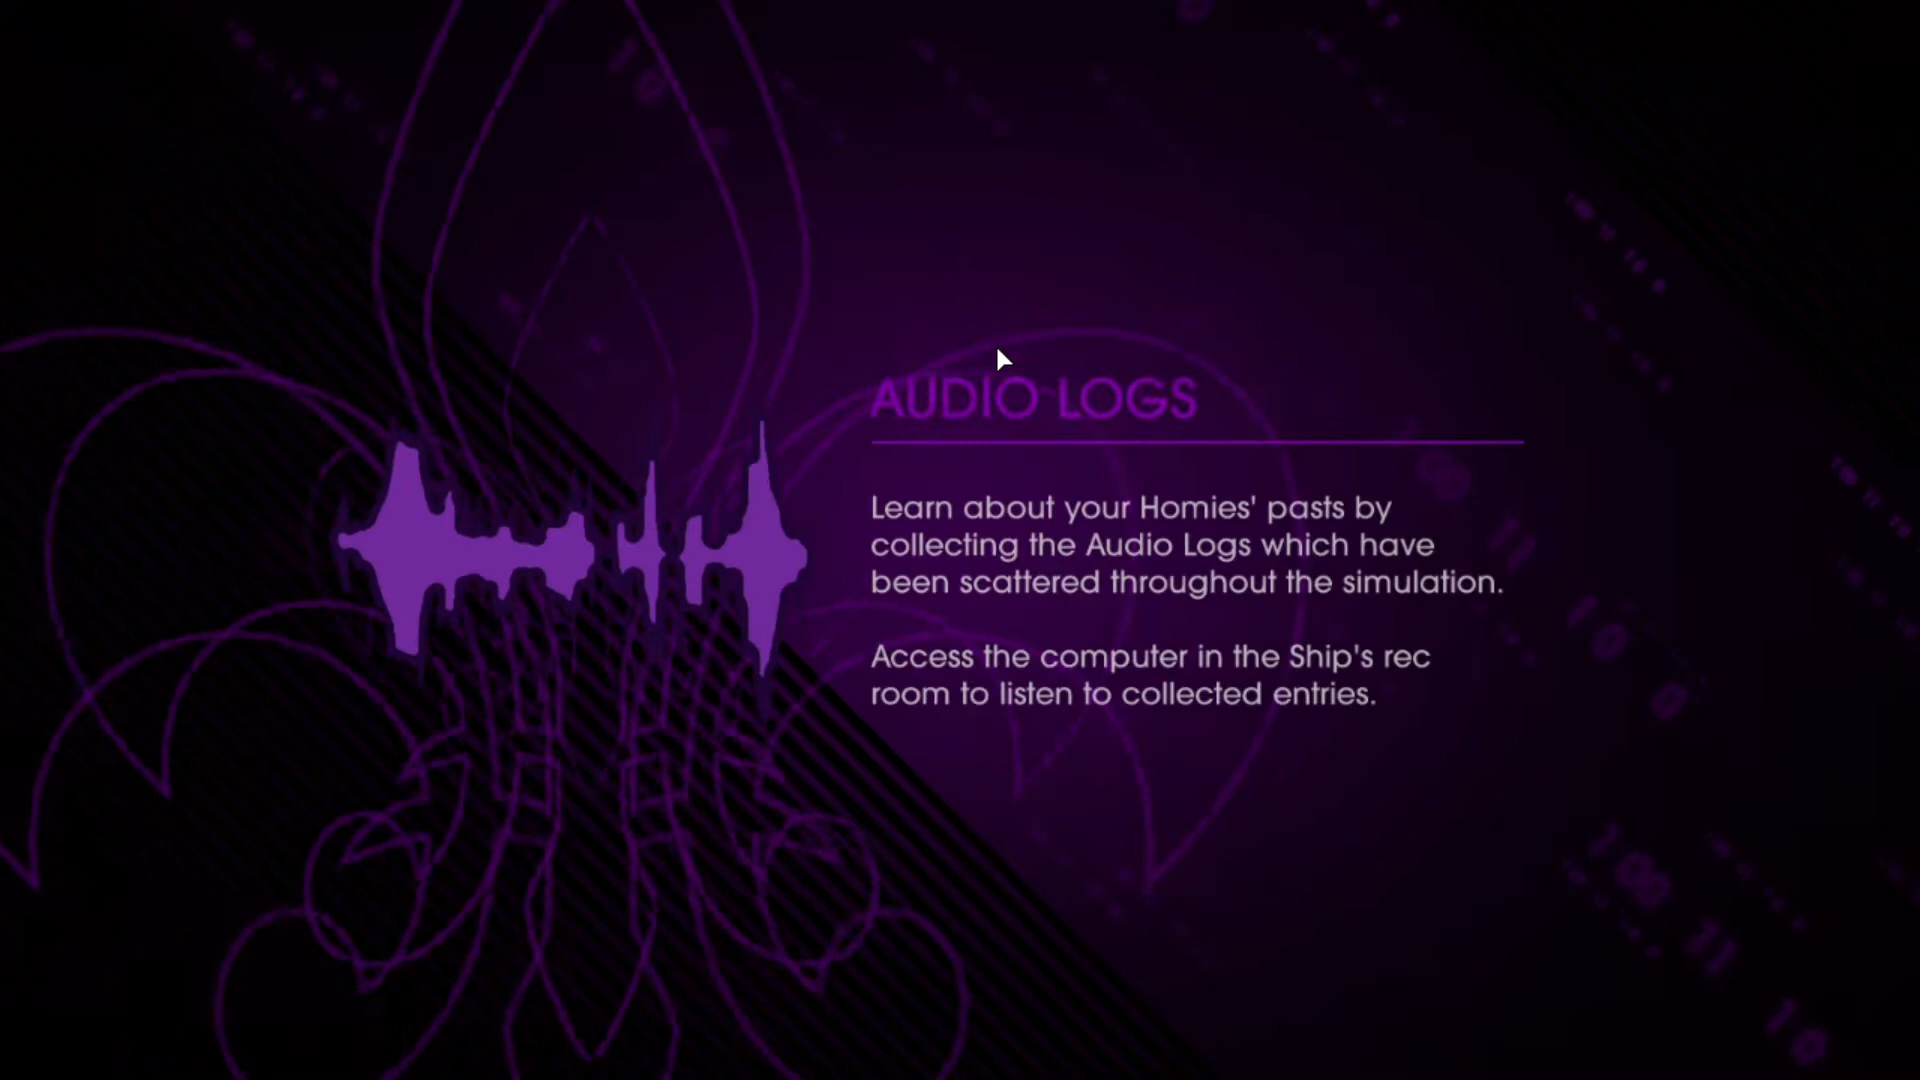 AUDIO LOGS
Learn about your Homies' pasts by
collecting the Audio Logs which have
been scattered throughout the simulation.
Access the computer in the Ship's rec
room to listen to collected entries.